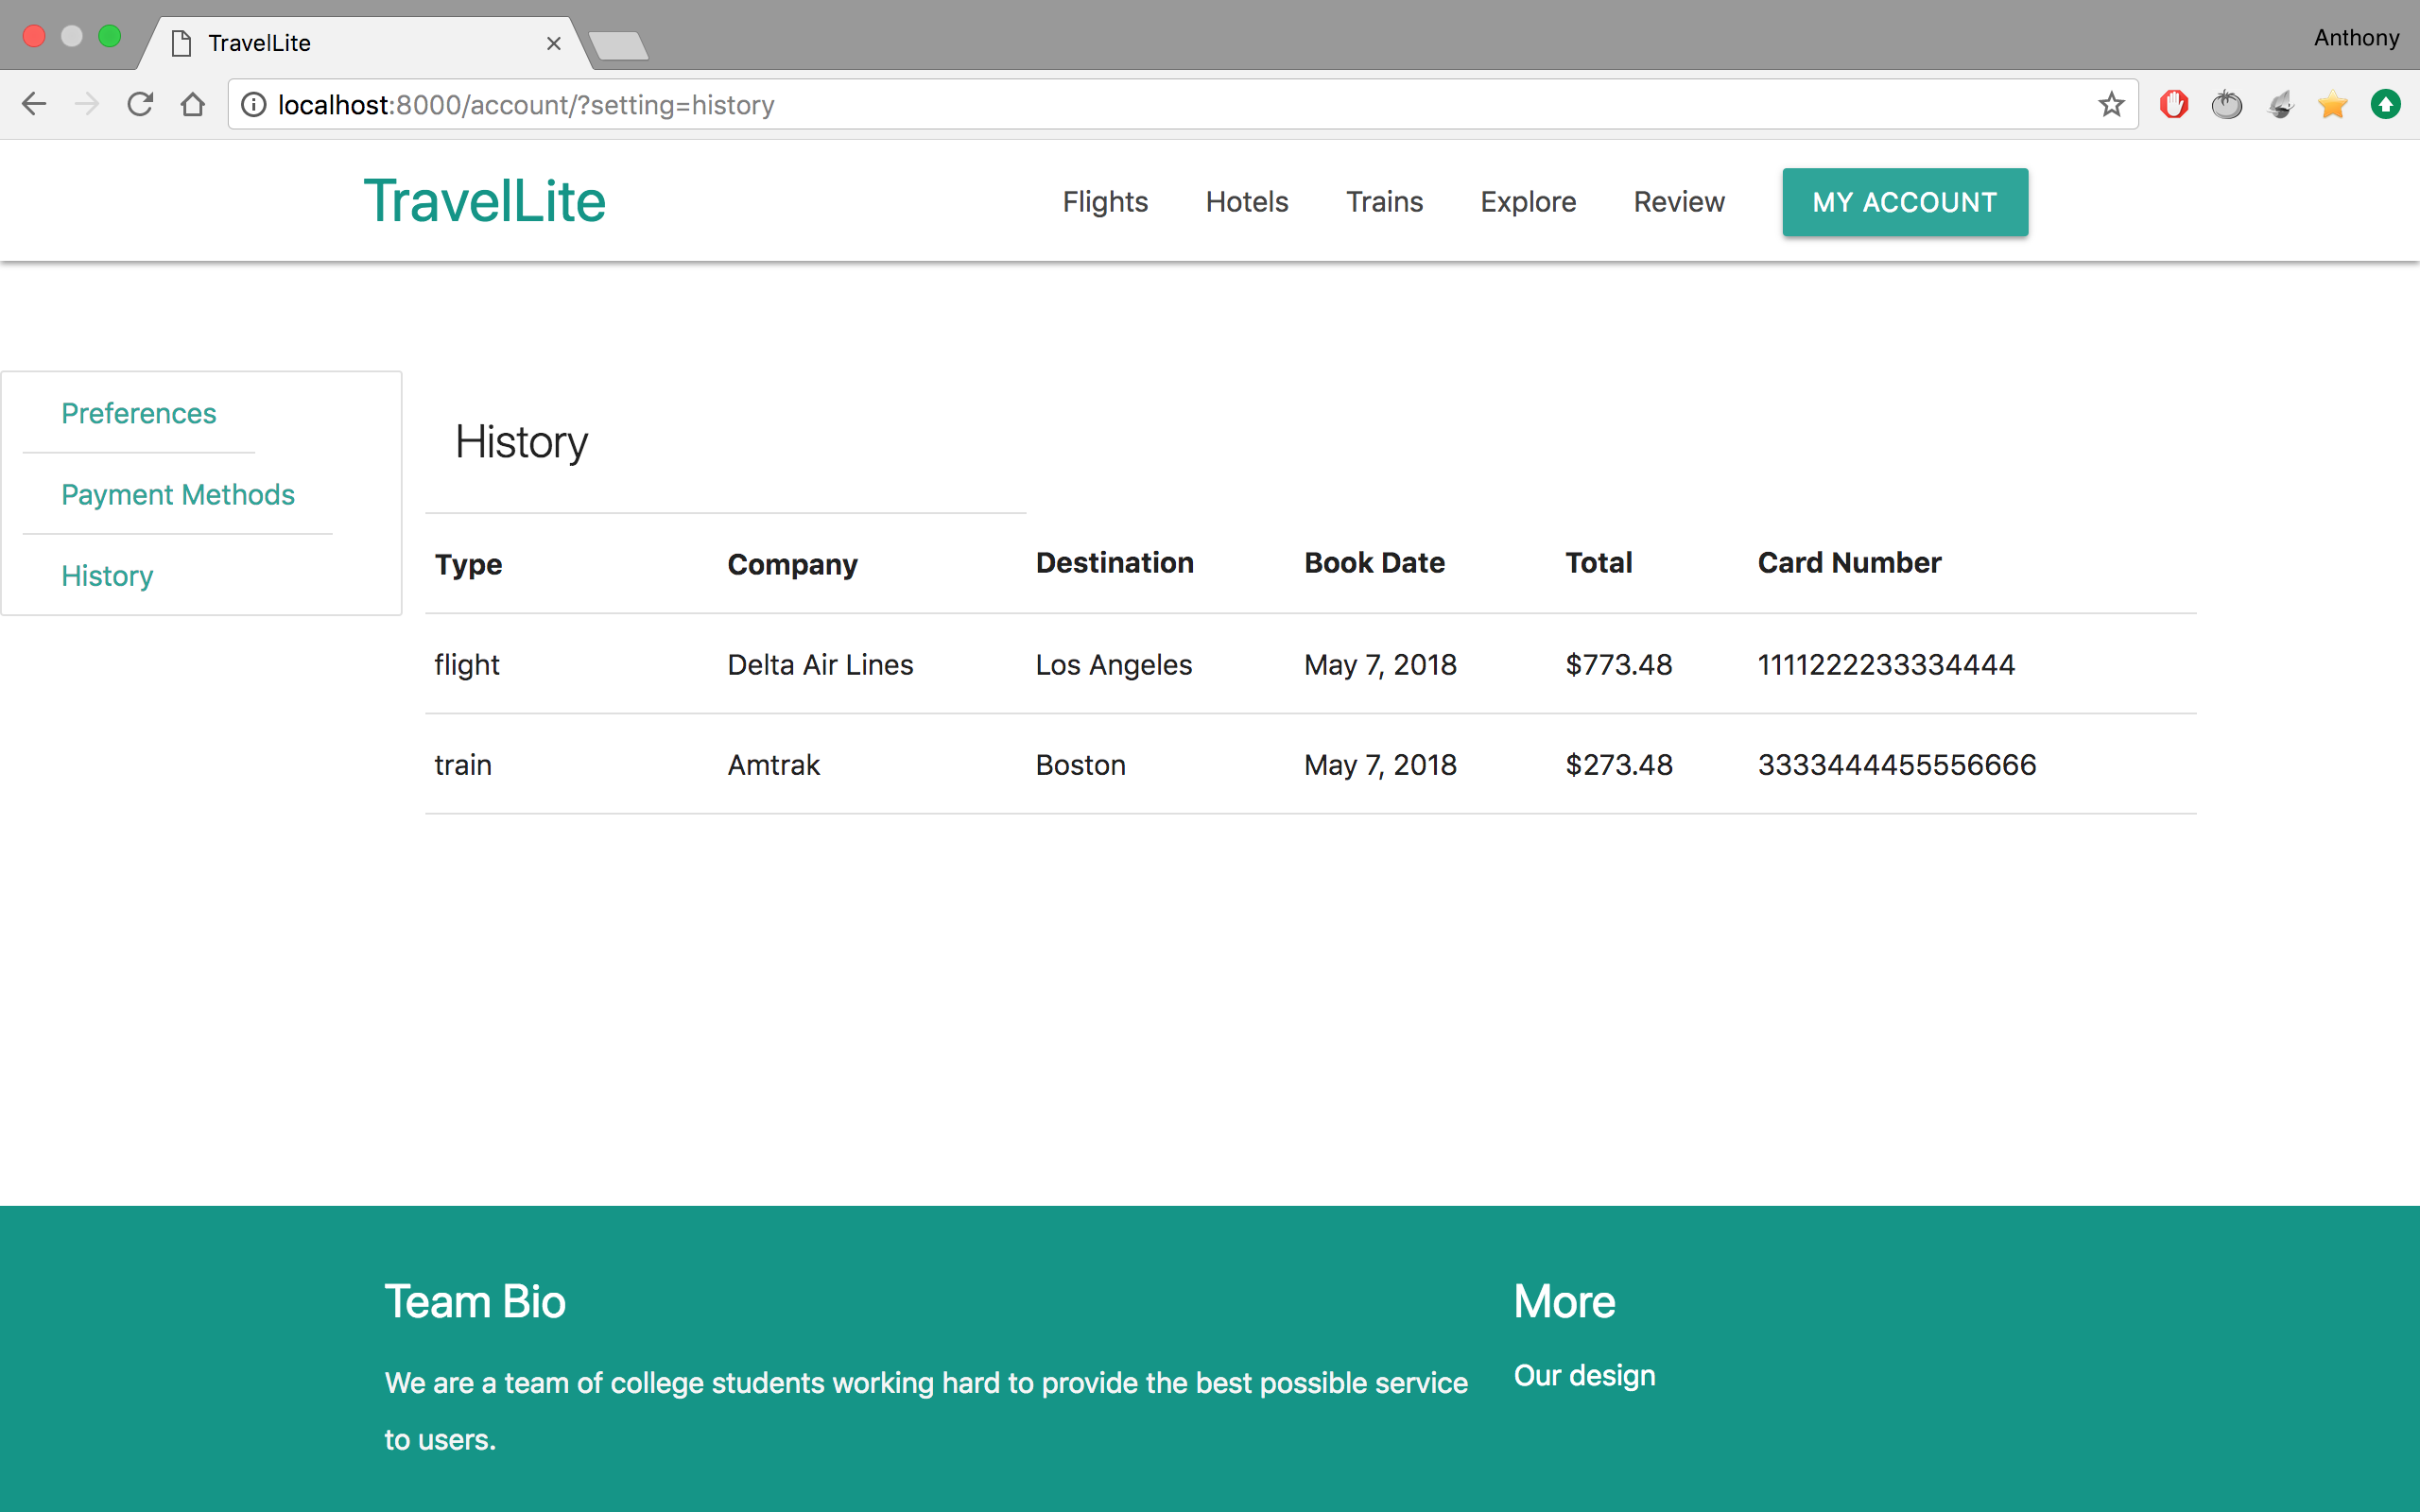 TravelLite
Anthony
localhost:8000/account/?setting=history
TravelLite Flights Hotels Trains Explore Review MY ACCOUNT
Preferences
Payment Methods
History
History
Type Company Destination Book Date Total Card Number
flight Delta Air Lines Los Angeles May 7, 2018 $773.48 1111222233334444
train Amtrak Boston May 7, 2018 $273.48 3333444455556666
Team Bio
We are a team of college students working hard to provide the best possible service
to users.
More
Our design